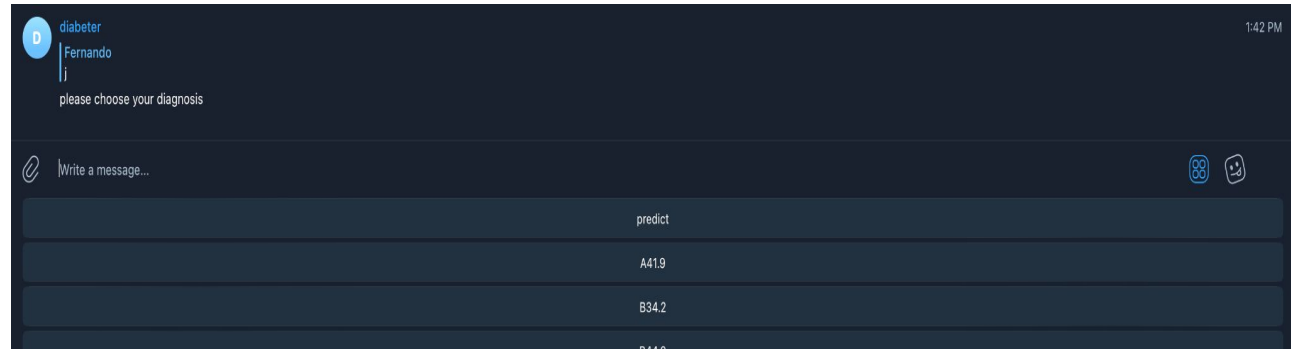 D
diabeter
1:42 PM
Fernando
j
please choose your diagnosis
Write a message...
predict
A41.9
B34.2